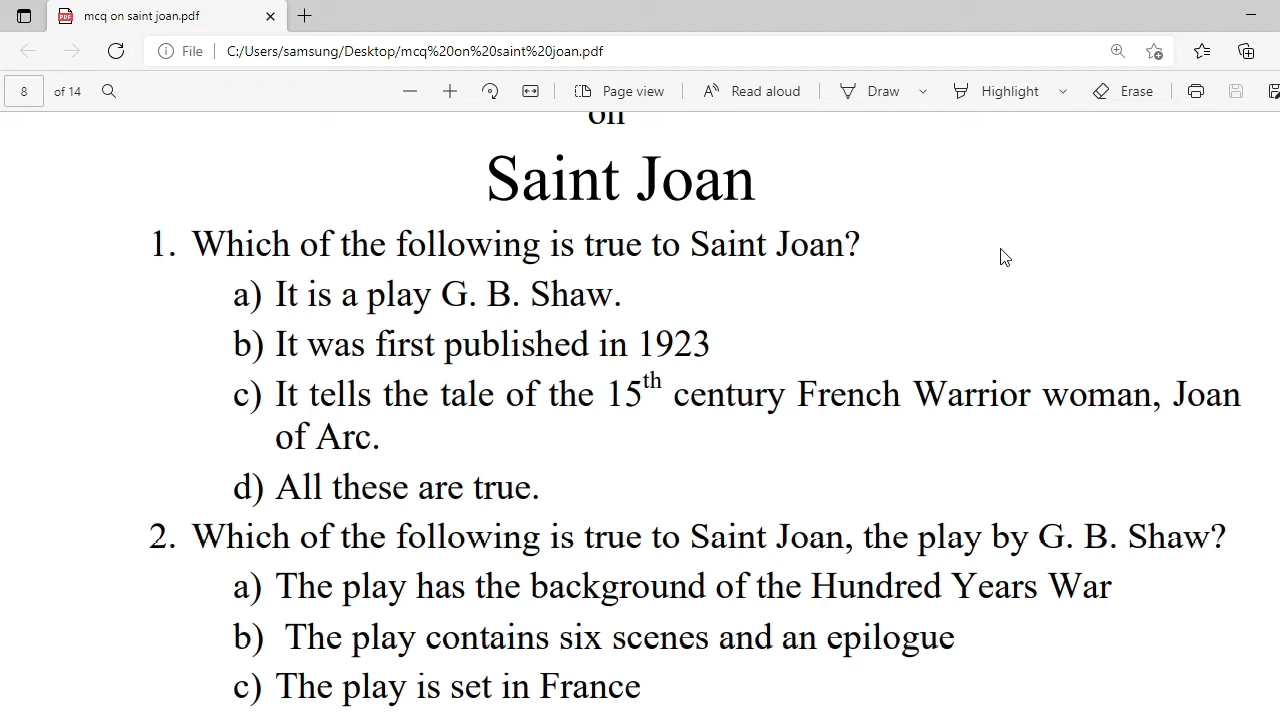 mcq on saint joan.pdf
File C:/Users/samsung/Desktop/mcq%20on%20saint%20joan.pdf
8 of 14 Page view Read aloud Draw Highlight Erase
on
Saint Joan
1. Which of the following is true to Saint Joan?
a) It is a play G. B. Shaw.
b) It was first published in 1923
c) It tells the tale of the 15th century French Warrior woman, Joan
of Arc.
d) All these are true.
2. Which of the following is true to Saint Joan, the play by G. B. Shaw?
a) The play has the background of the Hundred Years War
b) The play contains six scenes and an epilogue
c) The play is set in France